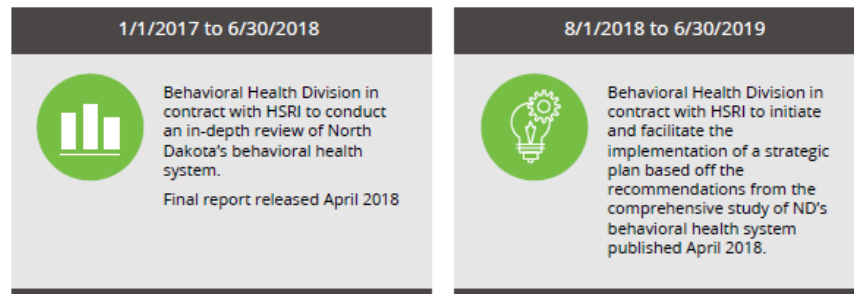 1/1/2017 to 6/30/2018
Behavioral Health Division in
contract with HSRI to conduct
an in-depth review of North
Dakota's behavioral health
system.
Final report released April 2018
8/1/2018 to 6/30/2019
Behavioral Health Division in
contract with HSRI to initiate
and facilitate the
implementation of a strategic
plan based off the
recommendations from the
comprehensive study of ND's
behavioral health system
published April 2018.